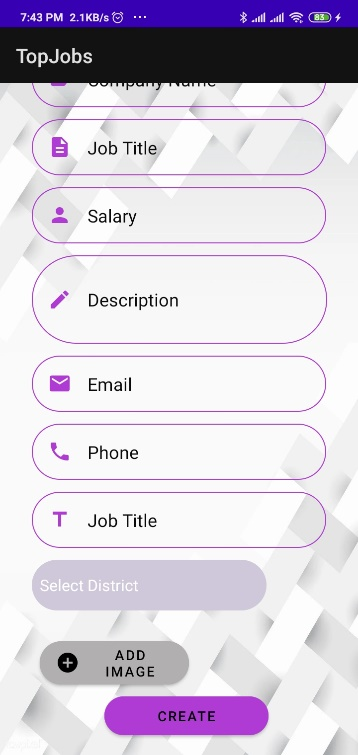 7:43 PM 2.1KB/s
83
TopJobs
Company Name
Job Title
Salary
Description
Email
Phone
Job Title
Select District
ADD
IMAGE
CREATE